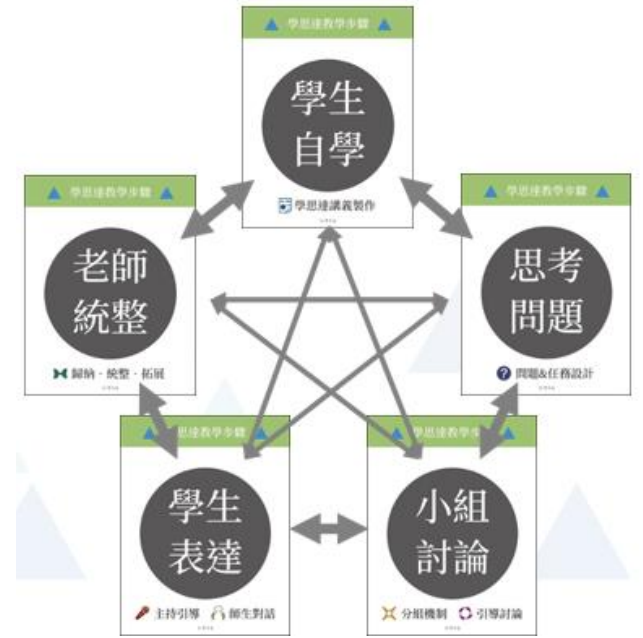 學思達教學步驟
學生
自學
學思達講義製作
學思達教學步驟
思考
問題
問題&任務設計
學思達教學步驟
小組
討論
分組機制 引導討論
學思達教學步驟
學生
表達
主持引導 師生對話
學思達教學步驟
老師
統整
歸納·統整·拓展